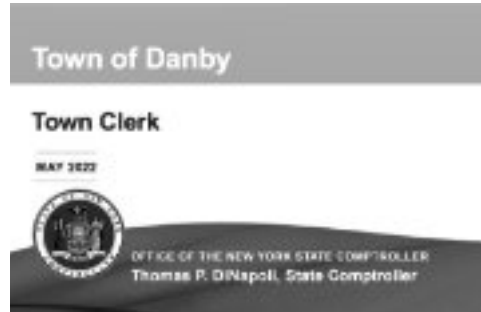 Town of Danby
Town Clerk
MAY 2022
OFFICE OF THE NEW YORK STATE COMPTROLLER
Thomas P. DiNapoli, State Comptroller